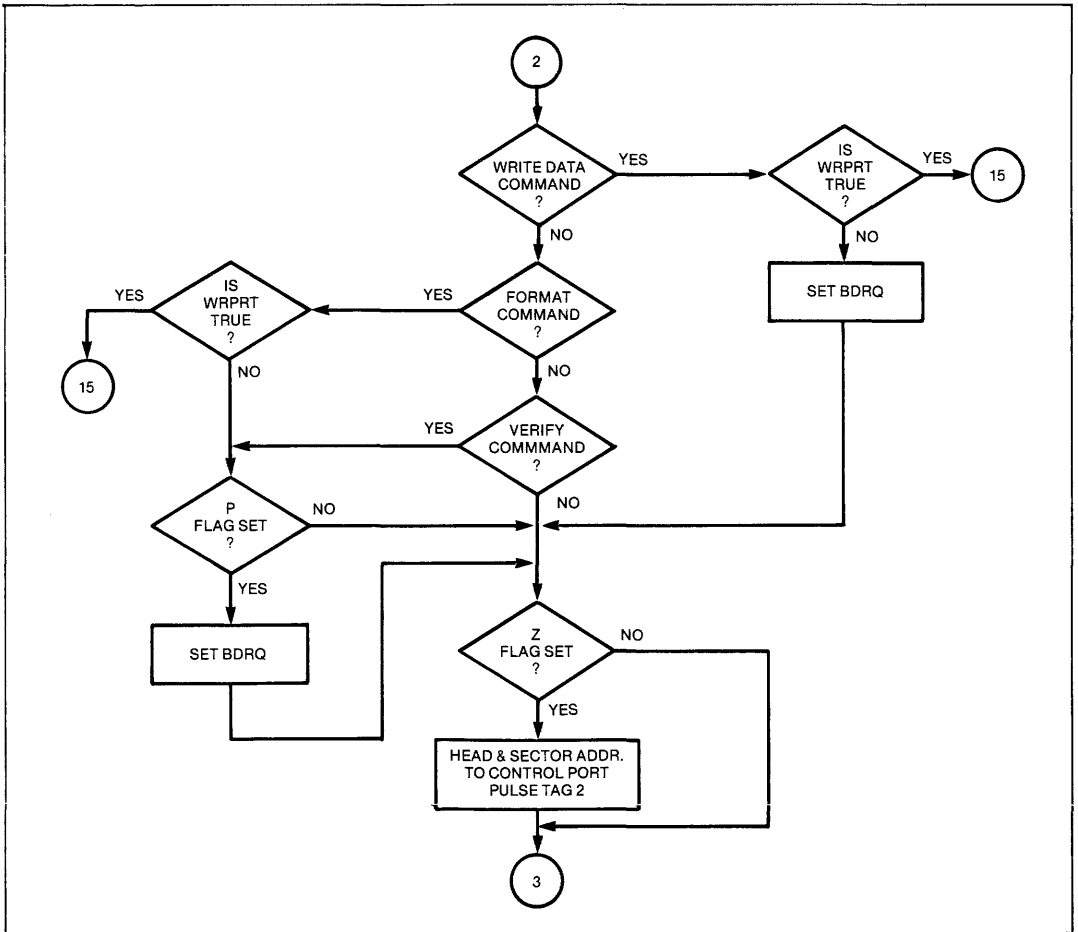 2
WRITE DATA
COMMAND
?
YES
NO
IS
WRPRT
TRUE
?
YES
15
NO
SET BDRQ
FORMAT
COMMAND
?
YES
NO
IS
WRPRT
TRUE
?
YES
15
NO
VERIFY
COMMMAND
?
YES
NO
P
FLAG SET
?
NO
YES
SET BDRQ
Z
FLAG SET
?
NO
YES
HEAD & SECTOR ADDR.
TO CONTROL PORT
PULSE TAG 2
3